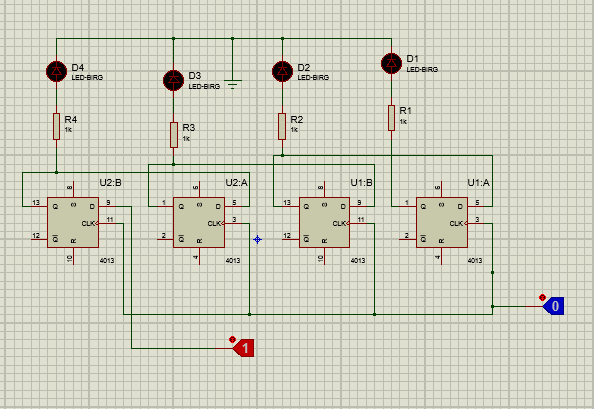 D4
LED-BIRG
D3
LED-BIRG
D2
LED-BIRG
D1
LED-BIRG
R4
1k
R3
1k
R2
1k
R1
1k
U2:B
U2:A
U1:B
U1:A
13 Q S D 9
CLK 11
12 Q R
8
10
4013
1 Q S D 5
CLK 3
2 Q R
6
4
4013
13 Q S D 9
CLK 11
12 Q R
8
10
4013
1 Q S D 5
CLK 3
2 Q R
6
4
4013
0
1